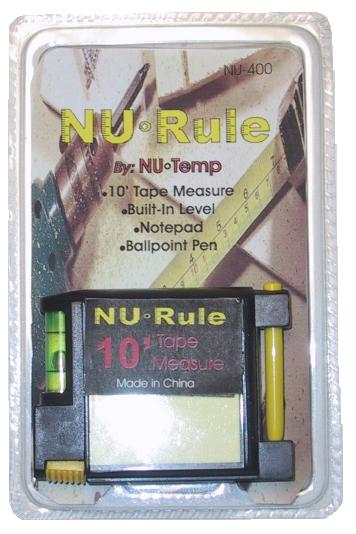 NU-400
NU•Rule
By: NU•Temp
•10' Tape Measure
•Built-In Level
•Notepad
•Ballpoint Pen
NU•Rule
10' Tape
Measure
Made in China